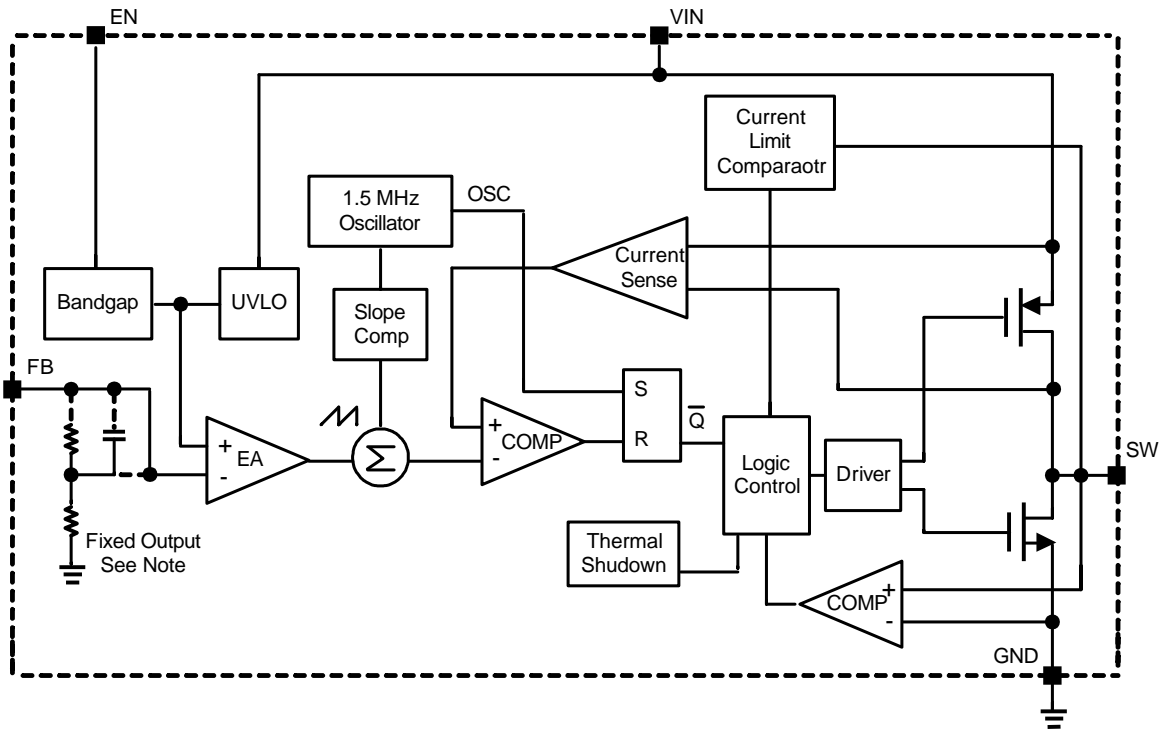 EN
VIN
Current
Limit
Comparaotr
1.5 MHz
Oscillator
OSC
Current
Sense
Bandgap
UVLO
Slope
Comp
FB
S
R
Q̅
+
-
EA
Σ
+
-
COMP
Logic
Control
Driver
SW
Fixed Output
See Note
Thermal
Shudown
COMP
+
-
GND